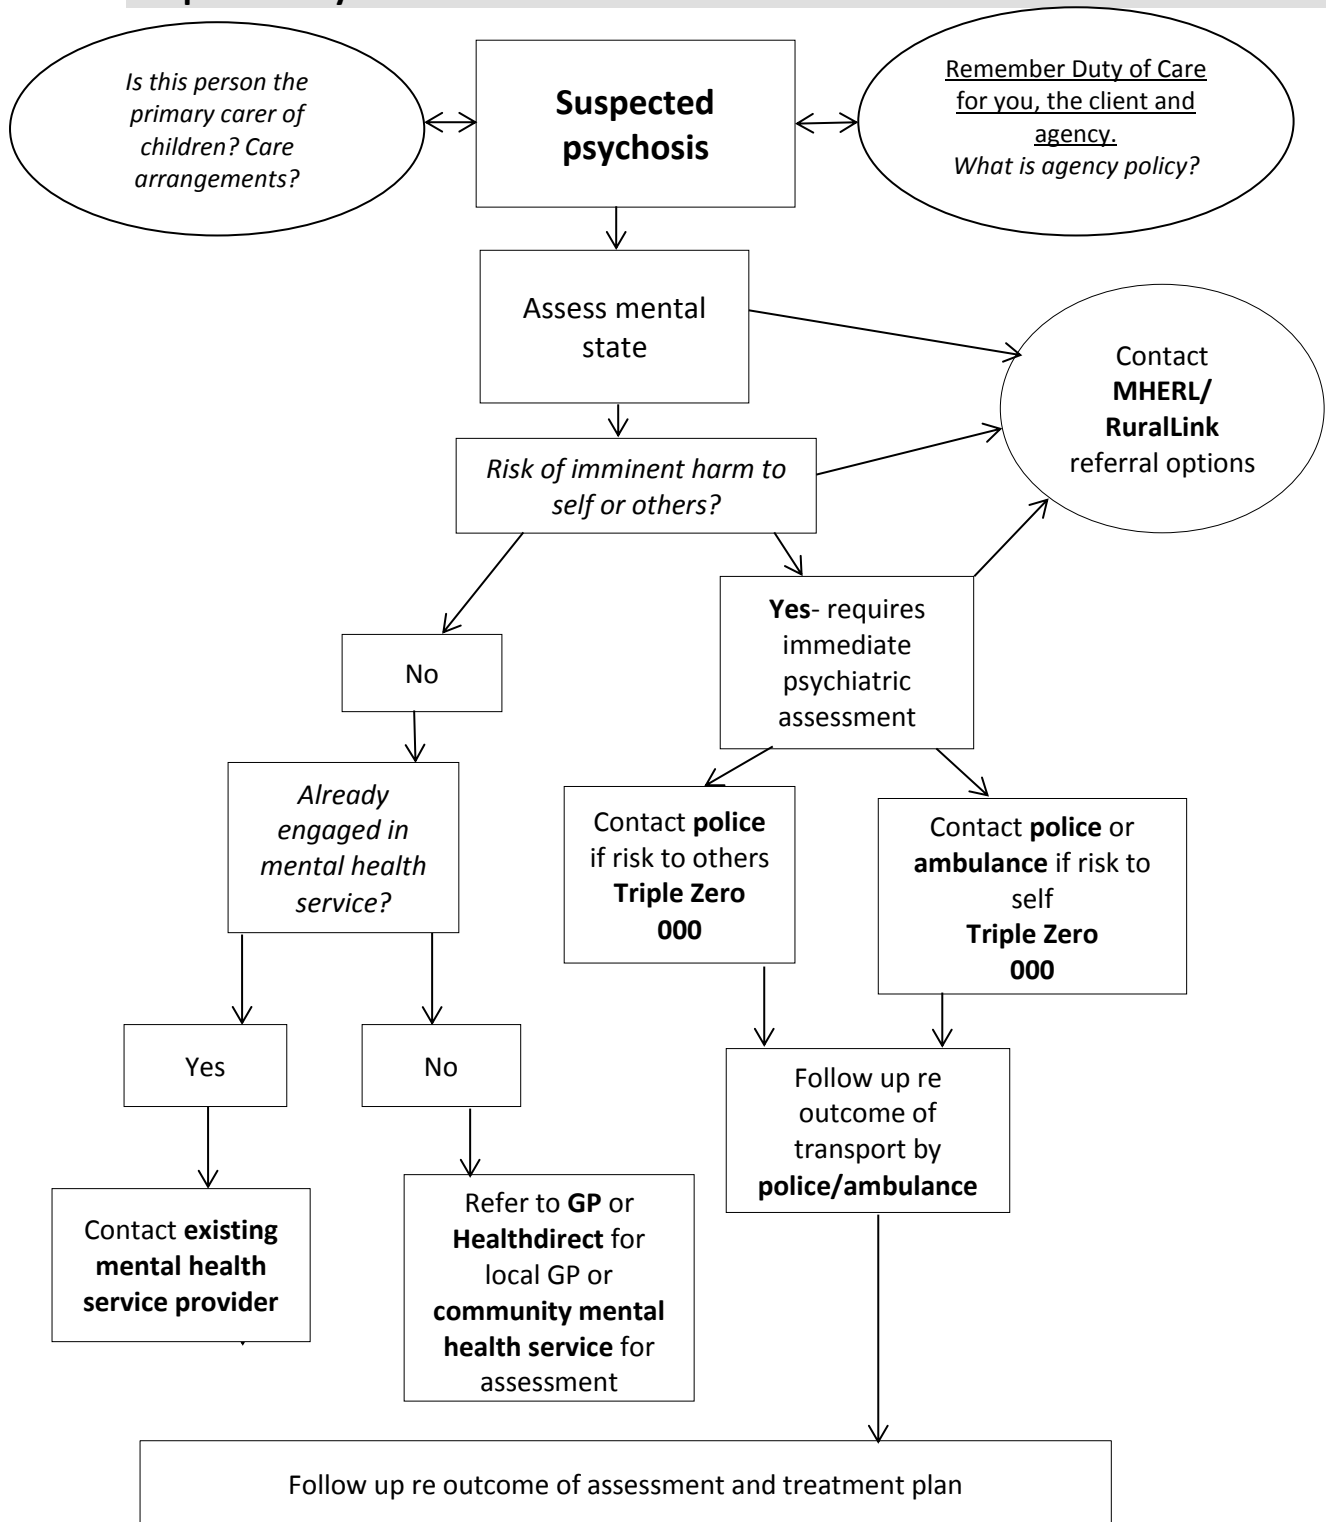 Is this person the
primary carer of
children? Care
arrangements?
Suspected
psychosis
Remember Duty of Care
for you, the client and
agency.
What is agency policy?
Assess mental
state
Contact
MHERL/
RuralLink
referral options
Risk of imminent harm to
self or others?
Yes- requires
immediate
psychiatric
assessment
No
Already
engaged in
mental health
service?
Contact police
if risk to others
Triple Zero
000
Contact police or
ambulance if risk to
self
Triple Zero
000
Yes
No
Follow up re
outcome of
transport by
police/ambulance
Contact existing
mental health
service provider
Refer to GP or
Healthdirect for
local GP or
community mental
health service for
assessment
Follow up re outcome of assessment and treatment plan